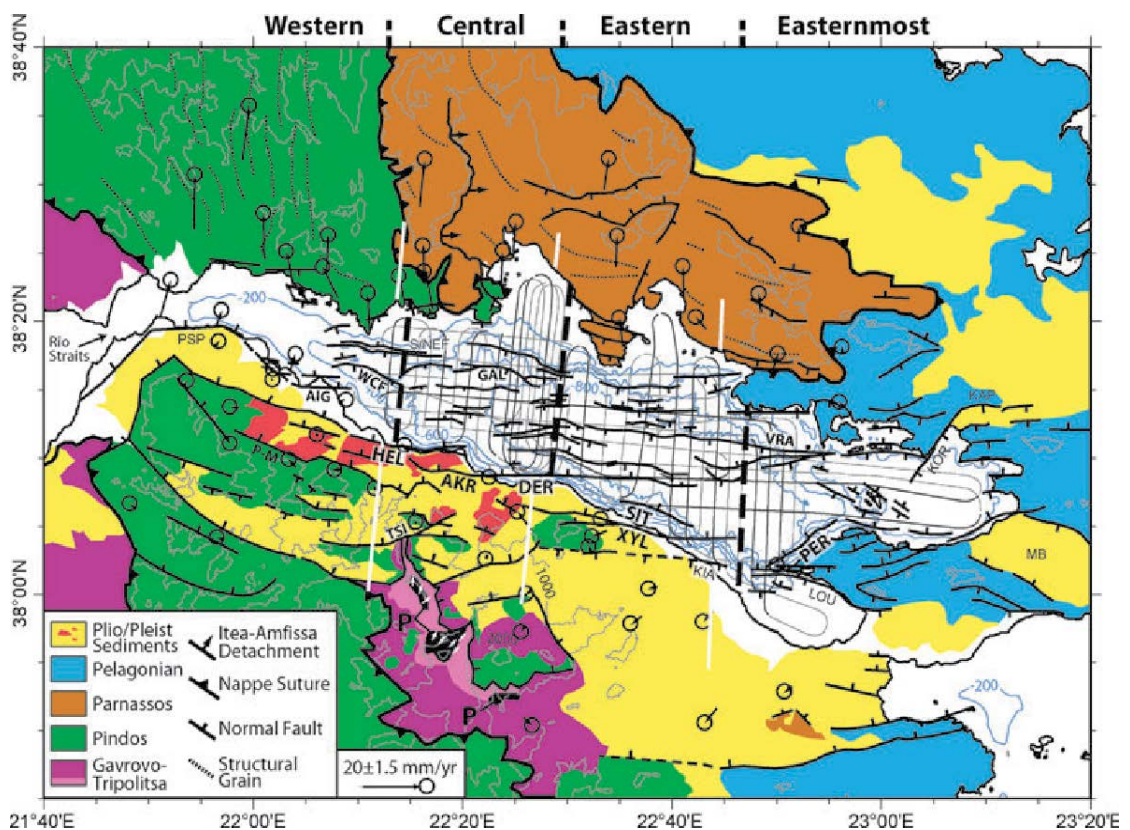 Western Central Eastern Easternmost
38°40'N
38°20'N
38°00'N
-200
Rio
Straits
PSP
S.NEF
WCF
GAL
-800
AIG
-600
VRA
KAP
KOR
P-M
HEL
AKR
DER
SIT
XYL
TSI
PER
KIA
MB
LOU
1000
P
P
-200
Plio/Pleist
Sediments
Pelagonian
Parnassos
Pindos
Gavrovo-
Tripolitsa
Itea-Amfissa
Detachment
Nappe Suture
Normal Fault
Structural
Grain
20±1.5 mm/yr
21°40'E 22°00'E 22°20'E 22°40'E 23°00'E 23°20'E